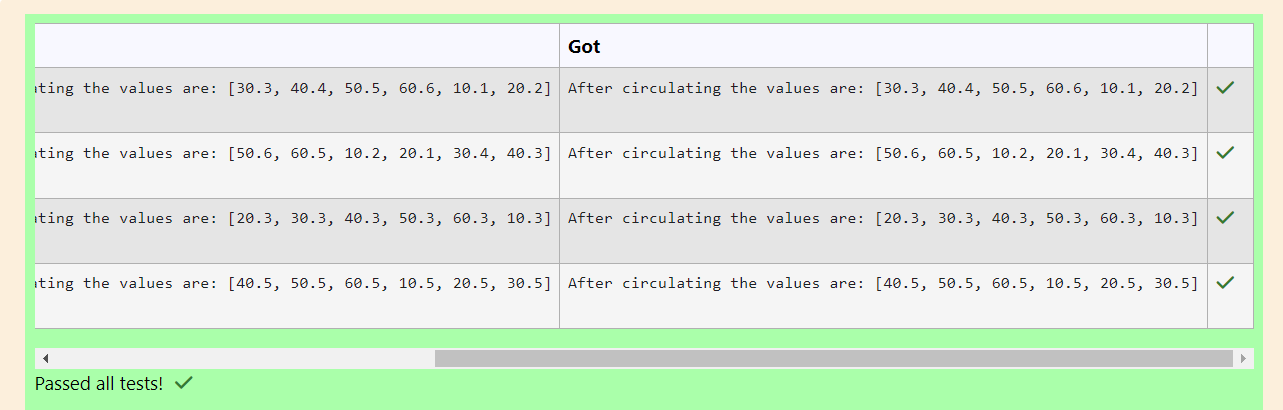 Got
ating the values are: [30.3, 40.4, 50.5, 60.6, 10.1, 20.2] After circulating the values are: [30.3, 40.4, 50.5, 60.6, 10.1, 20.2]
ating the values are: [50.6, 60.5, 10.2, 20.1, 30.4, 40.3] After circulating the values are: [50.6, 60.5, 10.2, 20.1, 30.4, 40.3]
ating the values are: [20.3, 30.3, 40.3, 50.3, 60.3, 10.3] After circulating the values are: [20.3, 30.3, 40.3, 50.3, 60.3, 10.3]
ating the values are: [40.5, 50.5, 60.5, 10.5, 20.5, 30.5] After circulating the values are: [40.5, 50.5, 60.5, 10.5, 20.5, 30.5]
Passed all tests!